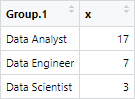 Group.1 x
Data Analyst 17
Data Engineer 7
Data Scientist 3